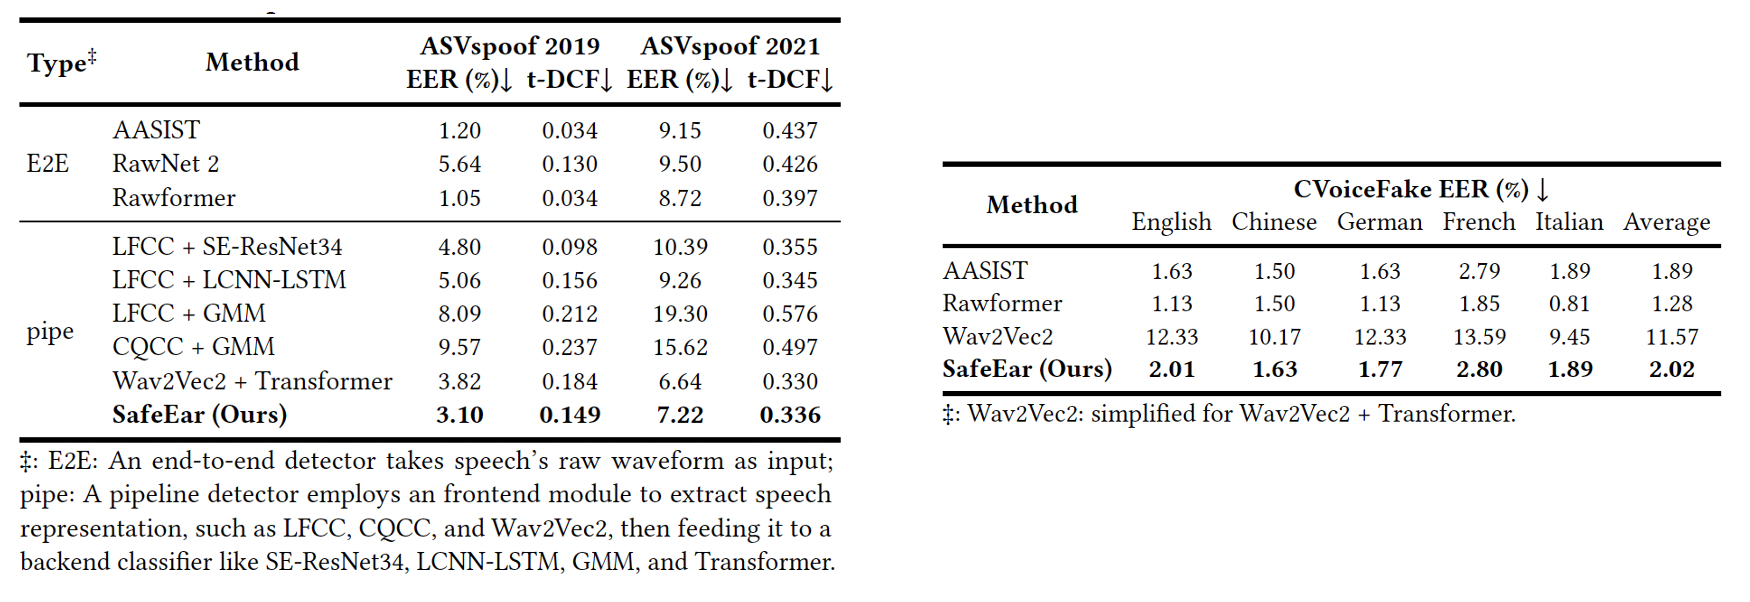 Type‡ Method ASVspoof 2019 ASVspoof 2021
EER (%)↓ t-DCF↓ EER (%)↓ t-DCF↓
E2E
AASIST 1.20 0.034 9.15 0.437
RawNet 2 5.64 0.130 9.50 0.426
Rawformer 1.05 0.034 8.72 0.397
pipe
LFCC + SE-ResNet34 4.80 0.098 10.39 0.355
LFCC + LCNN-LSTM 5.06 0.156 9.26 0.345
LFCC + GMM 8.09 0.212 19.30 0.576
CQCC + GMM 9.57 0.237 15.62 0.497
Wav2Vec2 + Transformer 3.82 0.184 6.64 0.330
SafeEar (Ours) 3.10 0.149 7.22 0.336
‡: E2E: An end-to-end detector takes speech's raw waveform as input;
pipe: A pipeline detector employs an frontend module to extract speech
representation, such as LFCC, CQCC, and Wav2Vec2, then feeding it to a
backend classifier like SE-ResNet34, LCNN-LSTM, GMM, and Transformer.
Method CVoiceFake EER (%) ↓
English Chinese German French Italian Average
AASIST 1.63 1.50 1.63 2.79 1.89 1.89
Rawformer 1.13 1.50 1.13 1.85 0.81 1.28
Wav2Vec2 12.33 10.17 12.33 13.59 9.45 11.57
SafeEar (Ours) 2.01 1.63 1.77 2.80 1.89 2.02
‡: Wav2Vec2: simplified for Wav2Vec2 + Transformer.